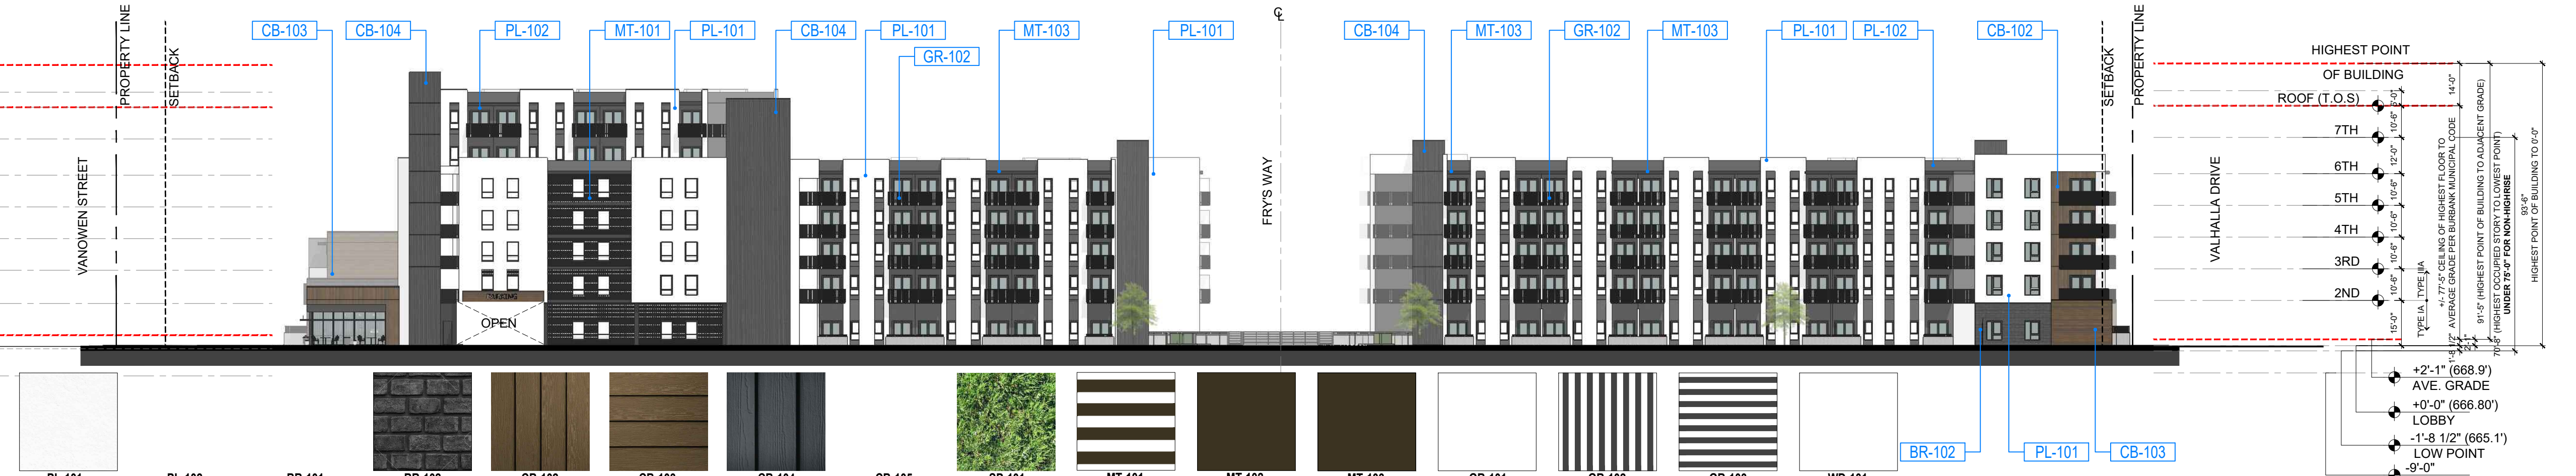 PROPERTY LINE
SETBACK
VANOWEN STREET
CB-103
CB-104
PL-102
MT-101
PL-101
CB-104
PL-101
GR-102
MT-103
PL-101
OPEN
℄
FRY'S WAY
CB-104
MT-103
GR-102
MT-103
PL-101
PL-102
CB-102
SETBACK
PROPERTY LINE
VALHALLA DRIVE
HIGHEST POINT
OF BUILDING
ROOF (T.O.S)
7TH
6TH
5TH
4TH
3RD
2ND
14'-0"
10'-6"
12'-0"
10'-6"
10'-6"
10'-6"
10'-6"
15'-0"
TYPE IA
TYPE IIIA
+/- 77'-5" CEILING OF HIGHEST FLOOR TO
AVERAGE GRADE PER BURBANK MUNICIPAL CODE
1'-8 1/2"
2'-1"
91'-5" (HIGHEST POINT OF BUILDING TO ADJACENT GRADE)
70'-8" (HIGHEST OCCUPIED STORY TO LOWEST POINT)
UNDER 75'-0" FOR NON-HIGHRISE
93'-6"
HIGHEST POINT OF BUILDING TO 0'-0"
+2'-1" (668.9')
AVE. GRADE
+0'-0" (666.80')
LOBBY
-1'-8 1/2" (665.1')
LOW POINT
-9'-0"
BR-102
PL-101
CB-103